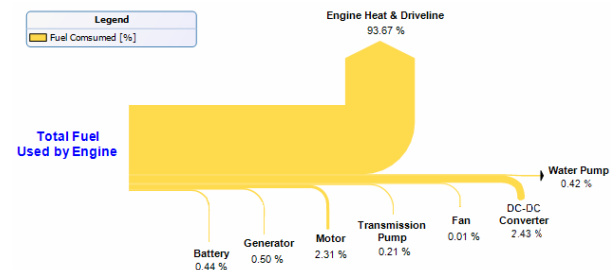 Legend
Fuel Comsumed [%]
Engine Heat & Driveline
93.67 %
Total Fuel
Used by Engine
Water Pump
0.42 %
DC-DC
Converter
2.43 %
Fan
0.01 %
Transmission
Pump
0.21 %
Motor
2.31 %
Generator
0.50 %
Battery
0.44 %